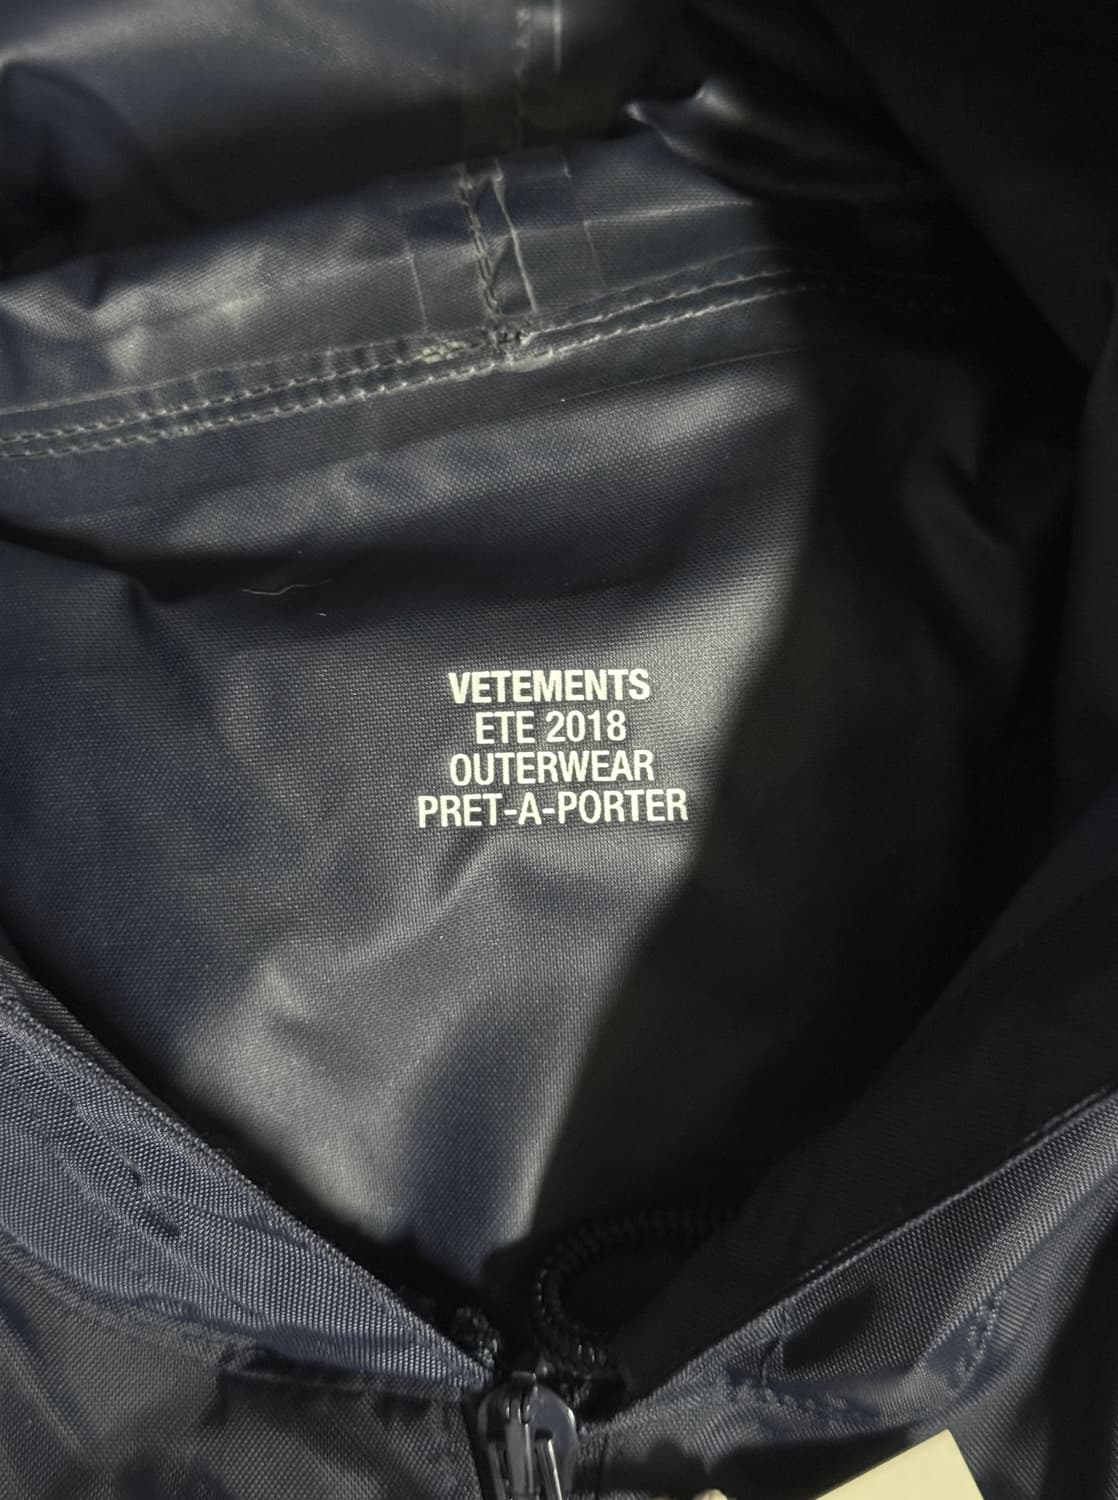 VETEMENTS
ETE 2018
OUTERWEAR
PRET-A-PORTER